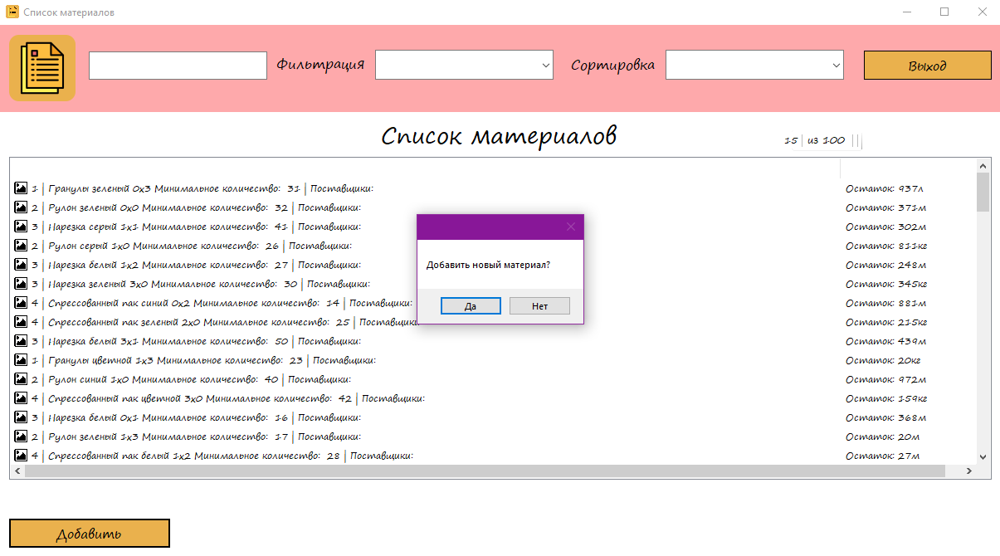 Список материалов
Фильтрация
Сортировка
Выход
Список материалов
15 из 100
1 | Гранулы зеленый 0x3 Минимальное количество: 31 | Поставщики: Остаток: 937л
2 | Рулон зеленый 0x0 Минимальное количество: 32 | Поставщики: Остаток: 371м
3 | Нарезка серый 1x1 Минимальное количество: 41 | Поставщики: Остаток: 302м
2 | Рулон серый 1x0 Минимальное количество: 26 | Поставщики: Остаток: 811кг
3 | Нарезка белый 1x2 Минимальное количество: 27 | Поставщики: Остаток: 248м
3 | Нарезка зеленый 3x0 Минимальное количество: 30 | Поставщики: Остаток: 345кг
4 | Спрессованный пак синий 0x2 Минимальное количество: 14 | Поставщики: Остаток: 881м
4 | Спрессованный пак зеленый 2x0 Минимальное количество: 25 | Поставщики: Остаток: 215кг
3 | Нарезка белый 3x1 Минимальное количество: 50 | Поставщики: Остаток: 439м
1 | Гранулы цветной 1x3 Минимальное количество: 23 | Поставщики: Остаток: 20кг
2 | Рулон синий 1x0 Минимальное количество: 40 | Поставщики: Остаток: 972м
4 | Спрессованный пак цветной 3x0 Минимальное количество: 42 | Поставщики: Остаток: 159кг
3 | Нарезка белый 0x1 Минимальное количество: 16 | Поставщики: Остаток: 368м
2 | Рулон зеленый 1x3 Минимальное количество: 17 | Поставщики: Остаток: 20м
4 | Спрессованный пак белый 1x2 Минимальное количество: 28 | Поставщики: Остаток: 27м
Добавить новый материал?
Да
Нет
Добавить